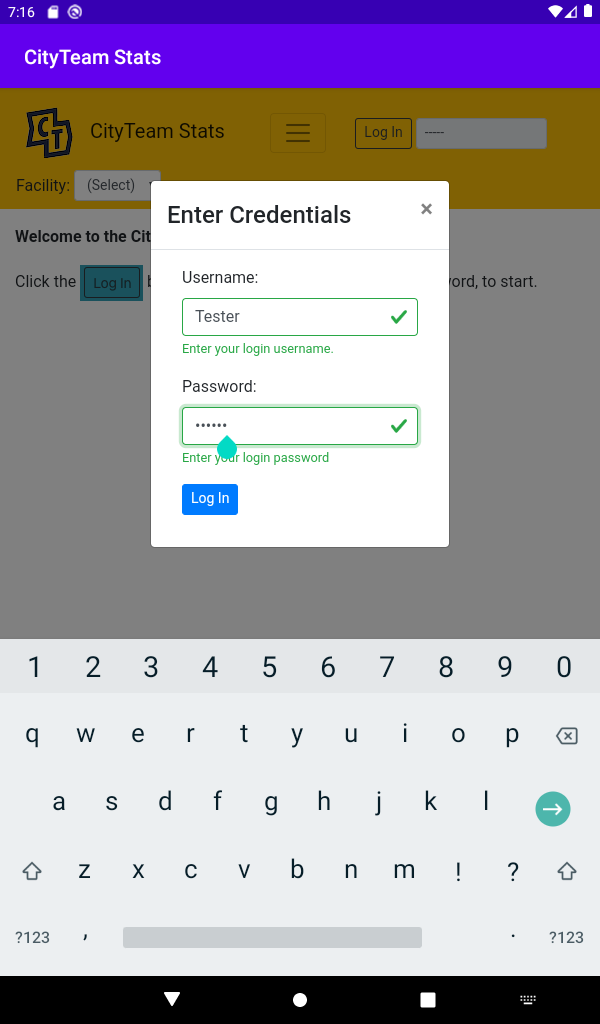 7:16
CityTeam Stats
CT CityTeam Stats Log In -----
Facility: (Select)
Enter Credentials ×
Welcome to the Cit
Username:
Click the Log In b ord, to start.
Tester
Enter your login username.
Password:
••••••
Enter your login password
Log In
1 2 3 4 5 6 7 8 9 0
q w e r t y u i o p
a s d f g h j k l
z x c v b n m ! ?
?123 , . ?123